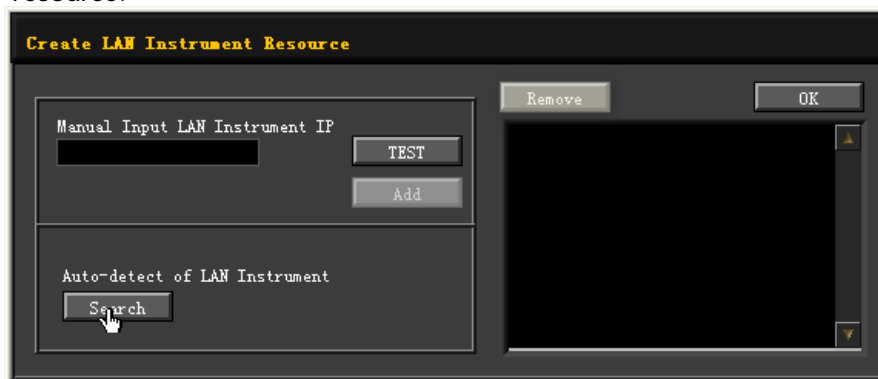 Create LAN Instrument Resource
Remove
OK
Manual Input LAN Instrument IP
TEST
Add
Auto-detect of LAN Instrument
Search